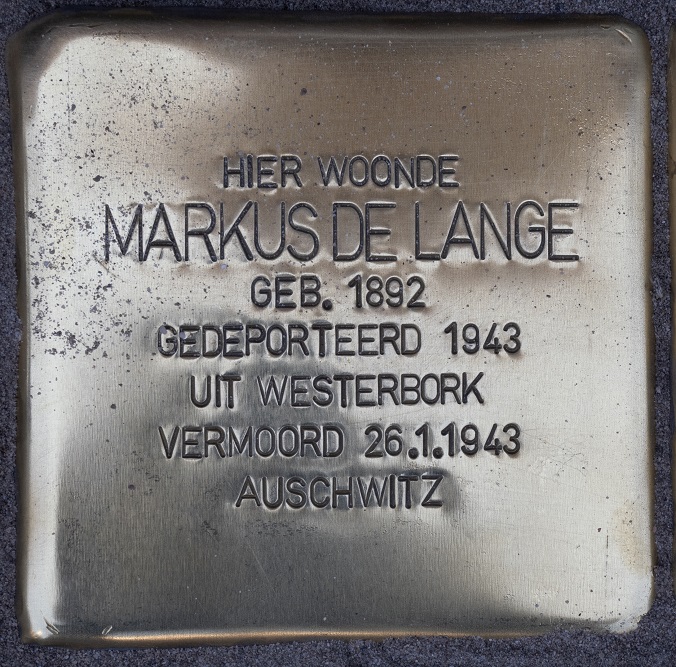 HIER WOONDE
MARKUS DE LANGE
GEB. 1892
GEDEPORTEERD 1943
UIT WESTERBORK
VERMOORD 26.1.1943
AUSCHWITZ